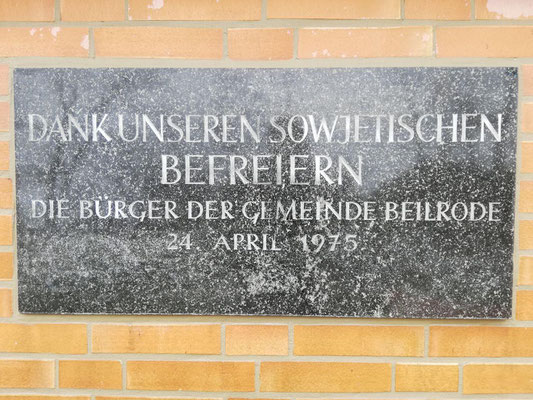 DANK UNSEREN SOWJETISCHEN
BEFREIERN
DIE BÜRGER DER GEMEINDE BEILRODE
24. APRIL 1975